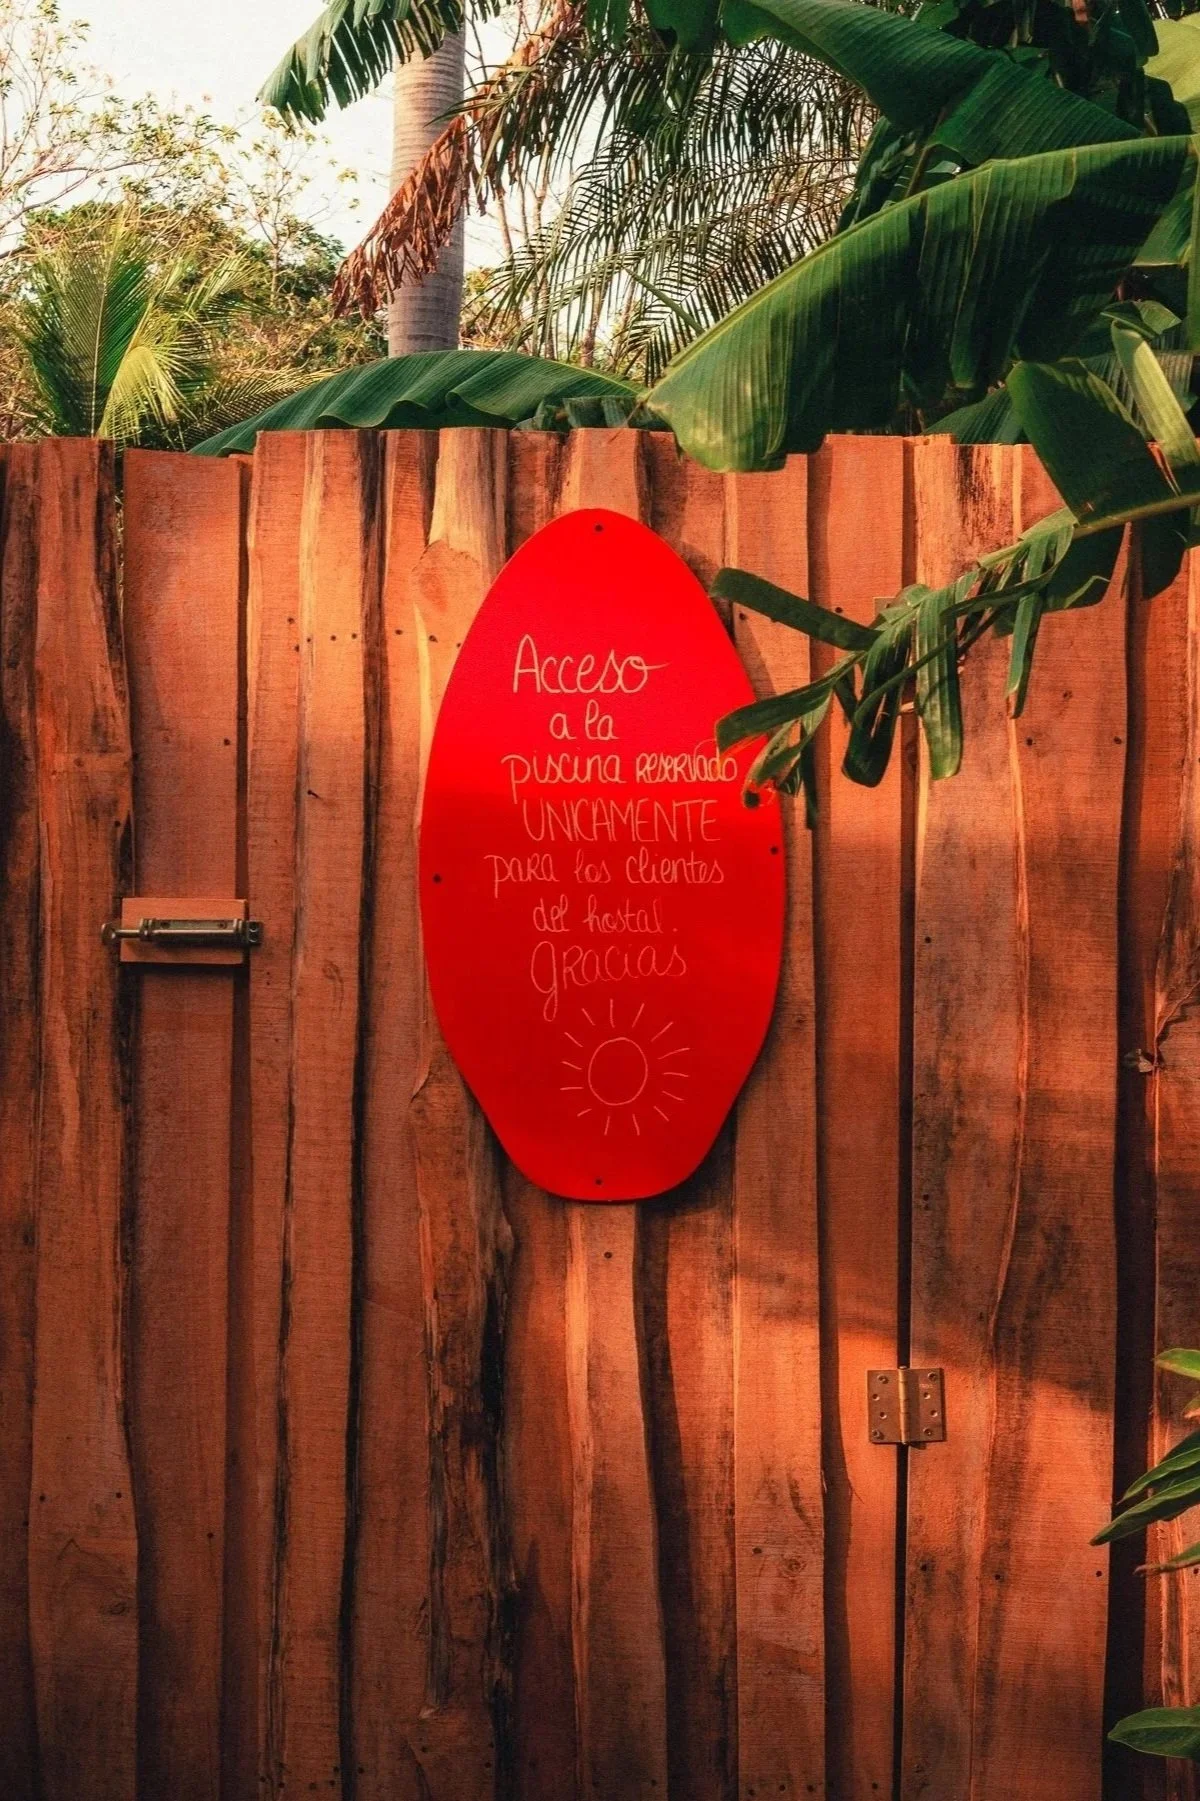 Acceso
a la
piscina RESERVADO
UNICAMENTE
para los clientes
del hostal.
Gracias